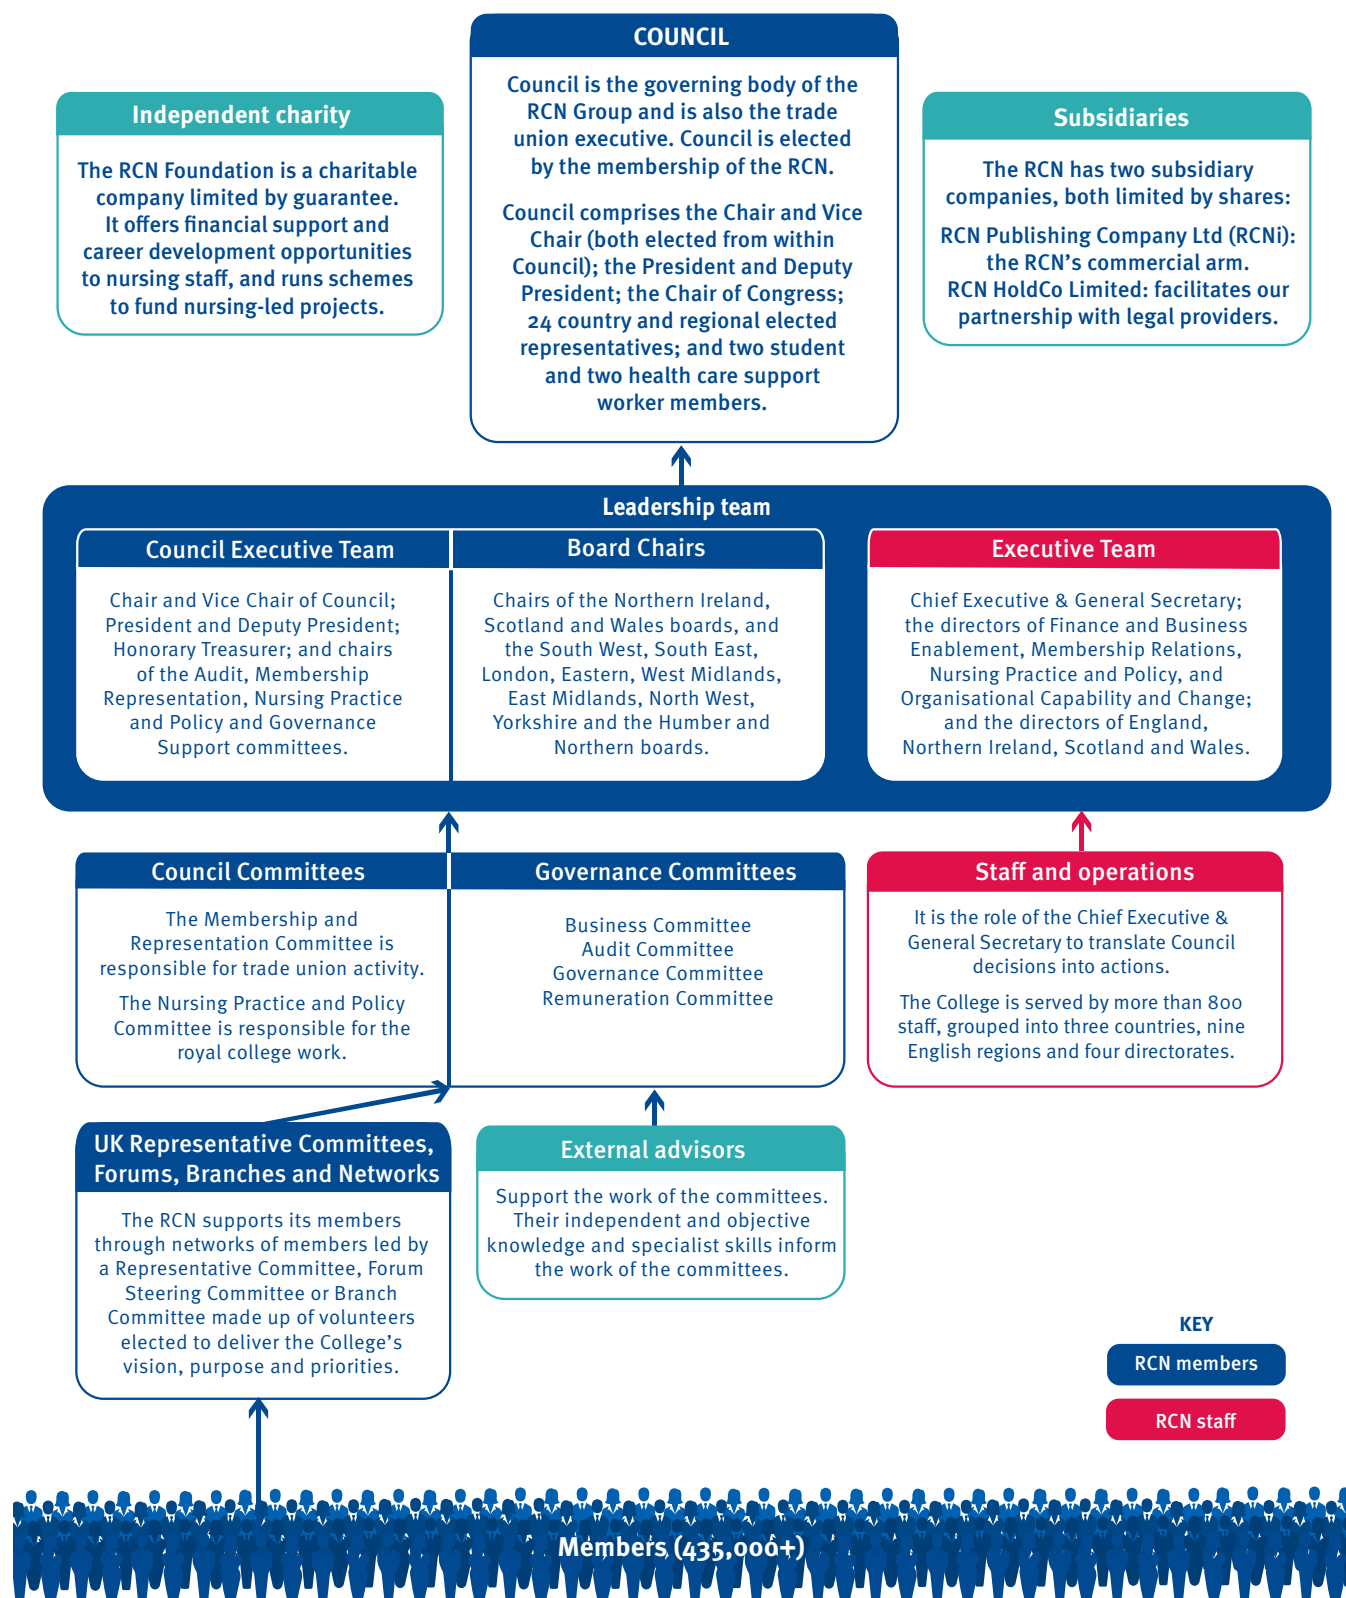 COUNCIL
Council is the governing body of the
RCN Group and is also the trade
union executive. Council is elected
by the membership of the RCN.
Council comprises the Chair and Vice
Chair (both elected from within
Council); the President and Deputy
President; the Chair of Congress;
24 country and regional elected
representatives; and two student
and two health care support
worker members.
Independent charity
The RCN Foundation is a charitable
company limited by guarantee.
It offers financial support and
career development opportunities
to nursing staff, and runs schemes
to fund nursing-led projects.
Subsidiaries
The RCN has two subsidiary
companies, both limited by shares:
RCN Publishing Company Ltd (RCNi):
the RCN’s commercial arm.
RCN HoldCo Limited: facilitates our
partnership with legal providers.
Leadership team
Council Executive Team
Chair and Vice Chair of Council;
President and Deputy President;
Honorary Treasurer; and chairs
of the Audit, Membership
Representation, Nursing Practice
and Policy and Governance
Support committees.
Board Chairs
Chairs of the Northern Ireland,
Scotland and Wales boards, and
the South West, South East,
London, Eastern, West Midlands,
East Midlands, North West,
Yorkshire and the Humber and
Northern boards.
Executive Team
Chief Executive & General Secretary;
the directors of Finance and Business
Enablement, Membership Relations,
Nursing Practice and Policy, and
Organisational Capability and Change;
and the directors of England,
Northern Ireland, Scotland and Wales.
Council Committees
The Membership and
Representation Committee is
responsible for trade union activity.
The Nursing Practice and Policy
Committee is responsible for the
royal college work.
Governance Committees
Business Committee
Audit Committee
Governance Committee
Remuneration Committee
Staff and operations
It is the role of the Chief Executive &
General Secretary to translate Council
decisions into actions.
The College is served by more than 800
staff, grouped into three countries, nine
English regions and four directorates.
UK Representative Committees,
Forums, Branches and Networks
The RCN supports its members
through networks of members led by
a Representative Committee, Forum
Steering Committee or Branch
Committee made up of volunteers
elected to deliver the College’s
vision, purpose and priorities.
External advisors
Support the work of the committees.
Their independent and objective
knowledge and specialist skills inform
the work of the committees.
KEY
RCN members
RCN staff
Members (435,000+)